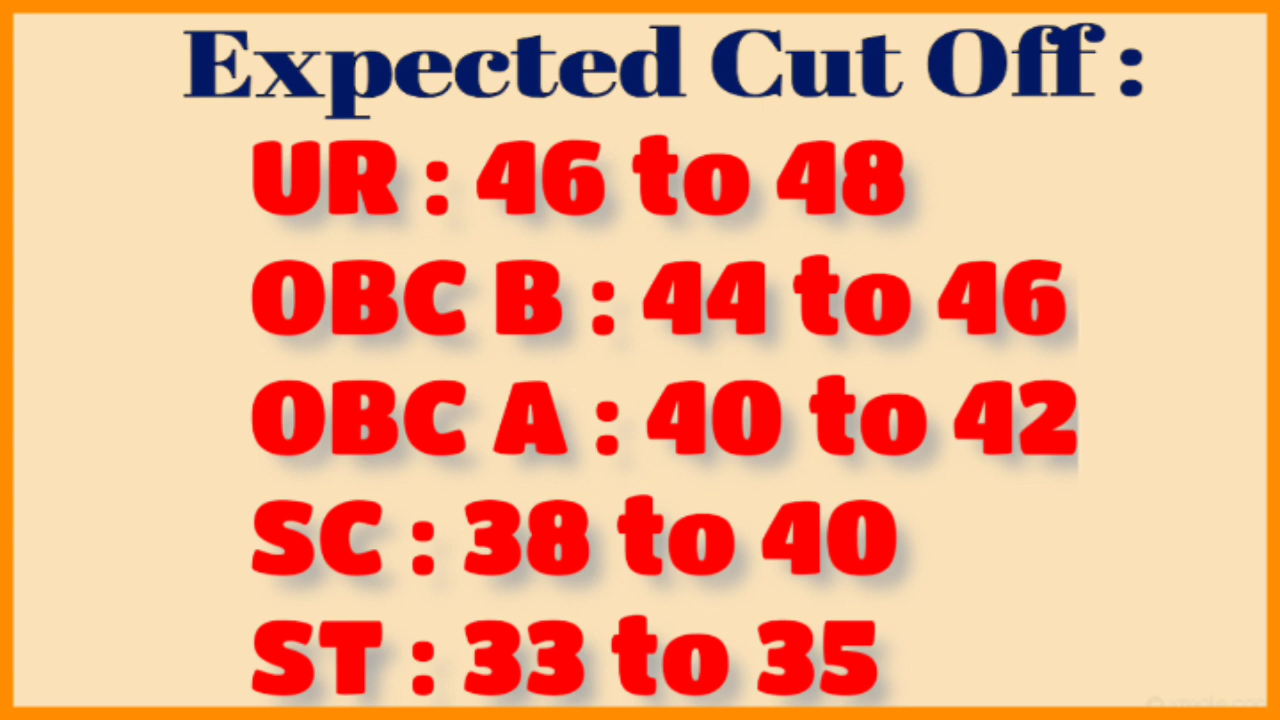 Expected Cut Off :
UR : 46 to 48
OBC B : 44 to 46
OBC A : 40 to 42
SC : 38 to 40
ST : 33 to 35